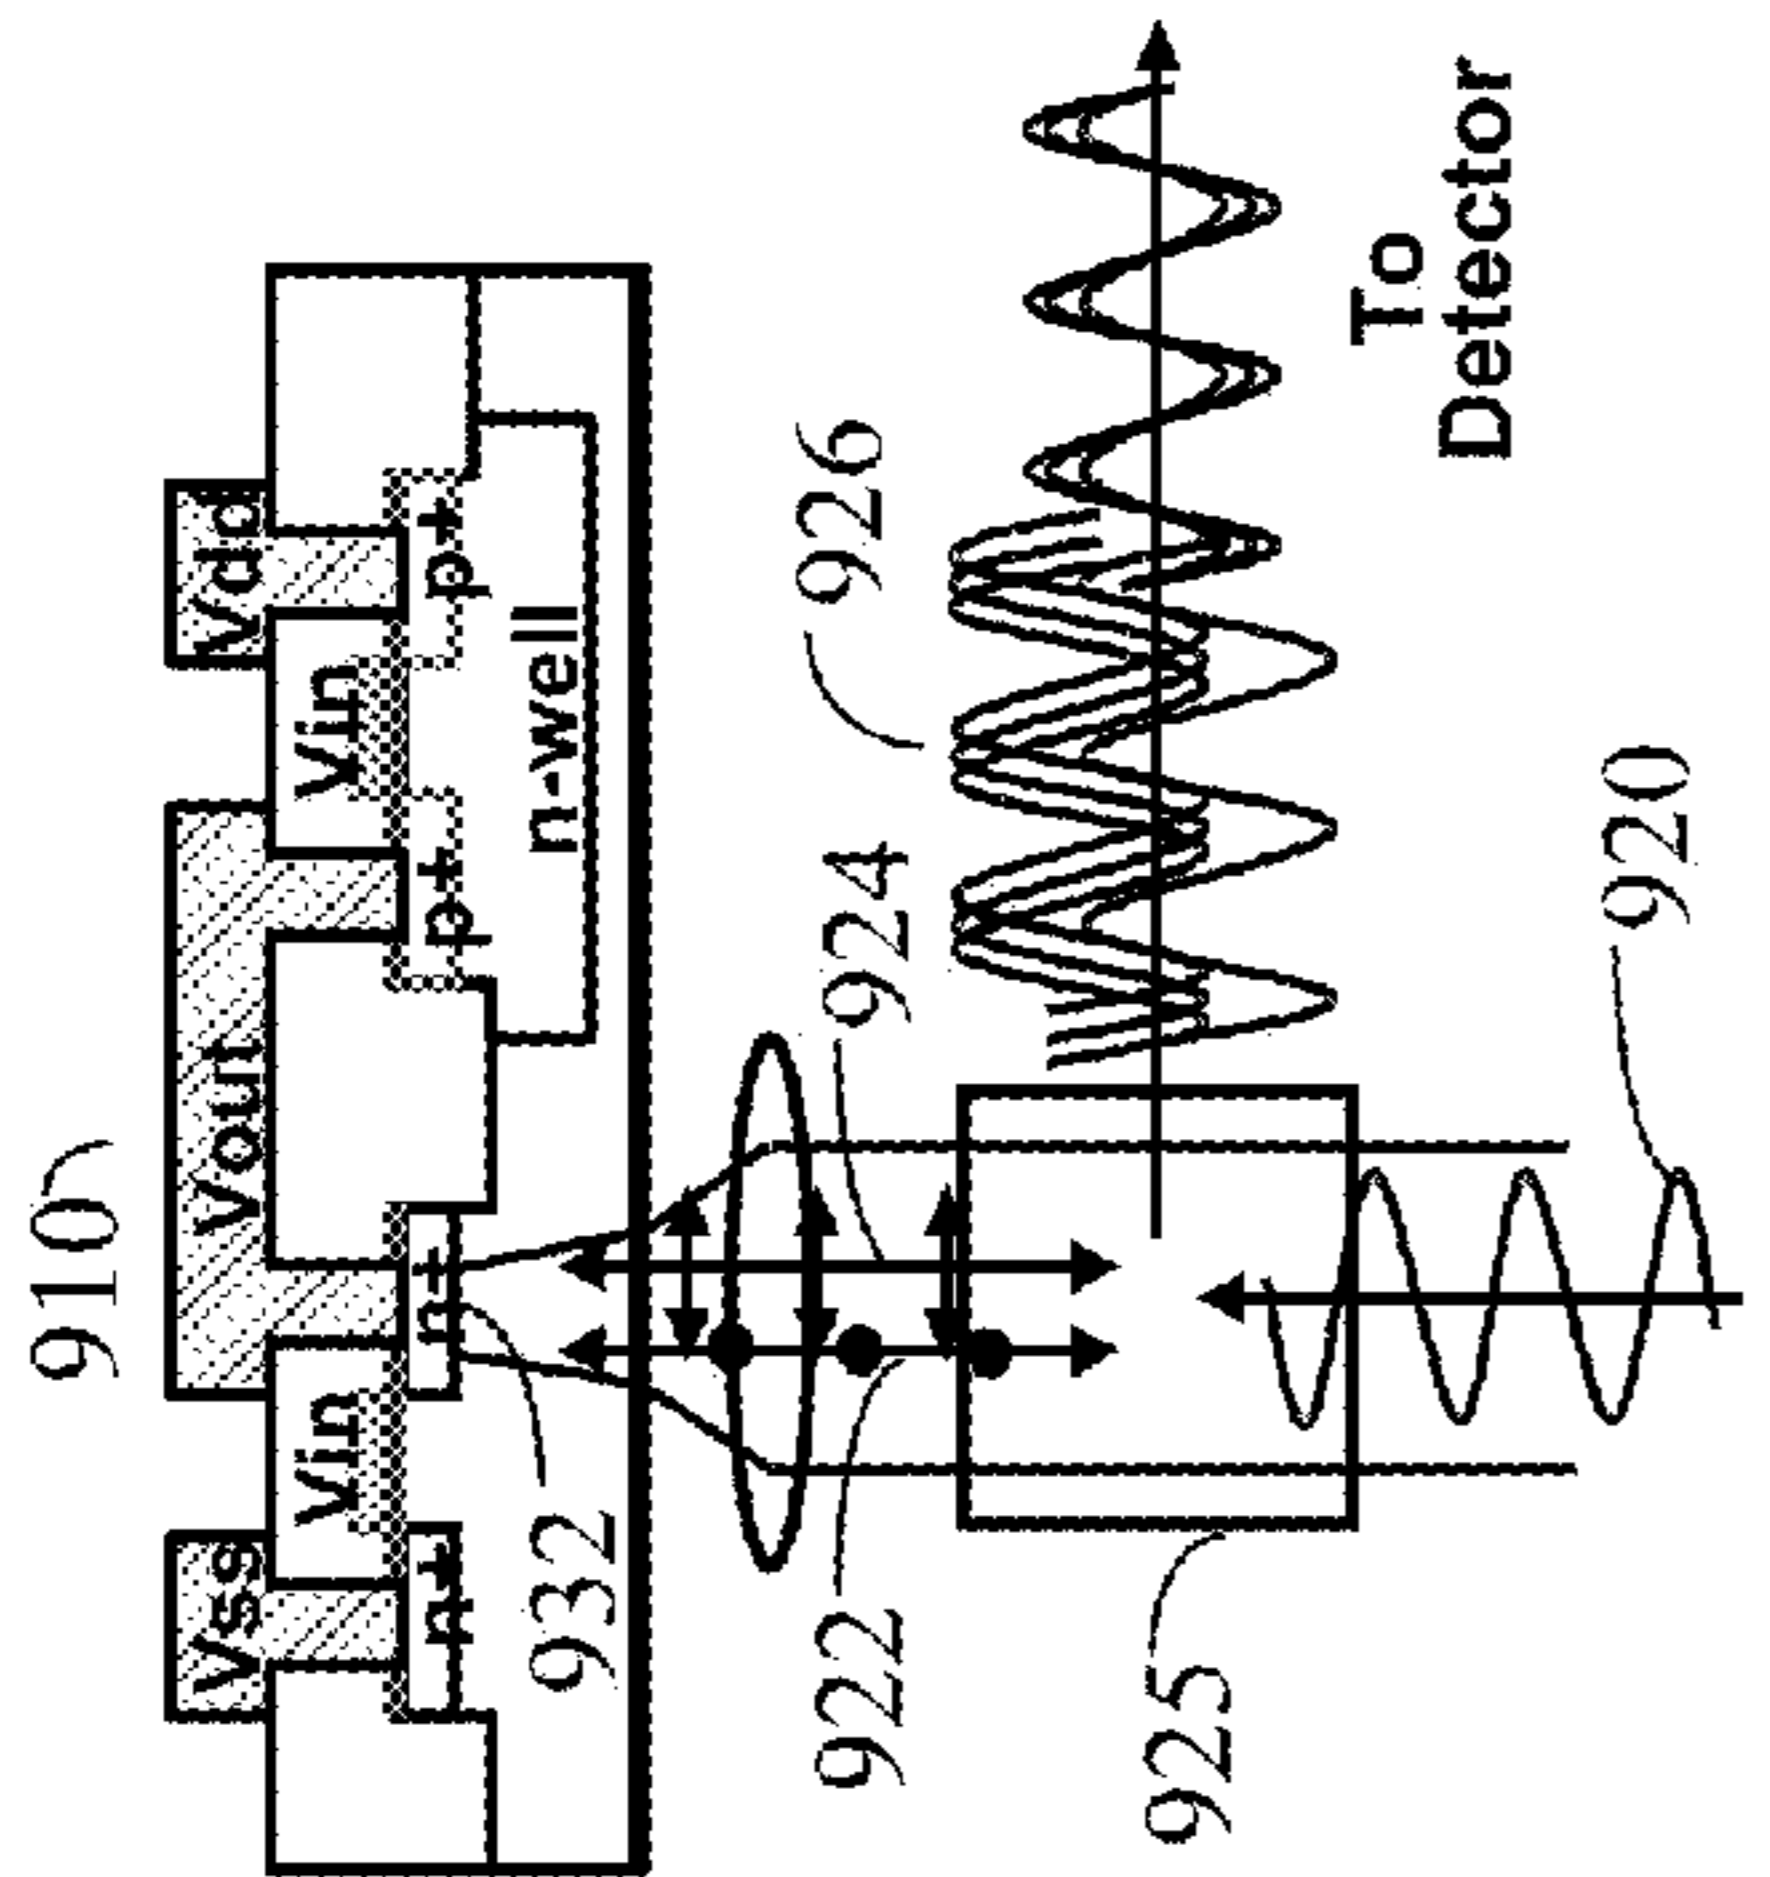 910
Vss
Vout
Vdd
Vin
Vin
n+
n+
p+
p+
n-well
932
922
924
926
925
To
Detector
920